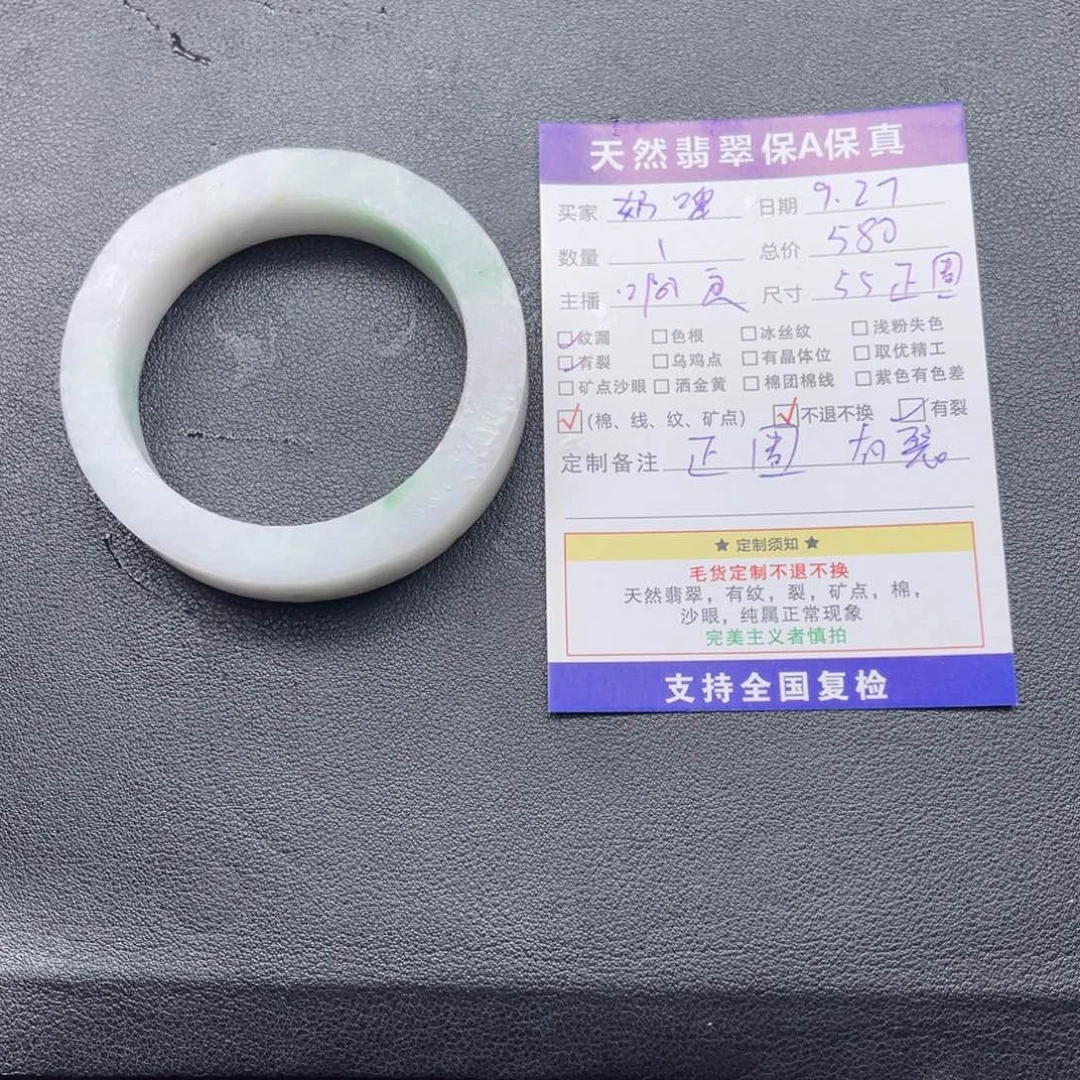 天然翡翠保A保真
买家 日期 9.27
数量 1 总价 580
主播 尺寸 55正圈
☑纹漏 □色根 □冰丝纹 □浅粉失色
☑有裂 □乌鸡点 □有晶体位 □取优精工
□矿点沙眼 □洒金黄 □棉团棉线 □紫色有色差
☑(棉、线、纹、矿点) ☑不退不换 ☑有裂
定制备注 正圈 有裂。
★ 定制须知 ★
毛货定制不退不换
天然翡翠，有纹，裂，矿点，棉，
沙眼，纯属正常现象
完美主义者慎拍
支持全国复检